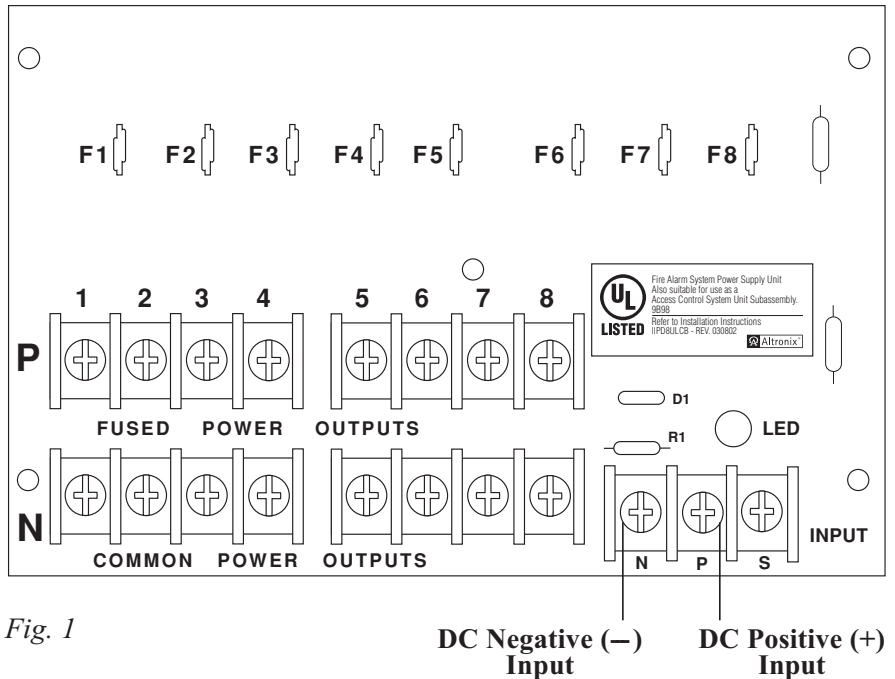 F1 F2 F3 F4 F5 F6 F7 F8
1 2 3 4 5 6 7 8
UL
LISTED
Fire Alarm System Power Supply Unit
Also suitable for use as a
Access Control System Unit Subassembly.
9B98
Refer to Installation Instructions
IIPD8ULCB - REV. 030802
Altronix
P
FUSED POWER OUTPUTS
D1
R1
LED
N
COMMON POWER OUTPUTS
N P S
INPUT
Fig. 1
DC Negative (–)
Input
DC Positive (+)
Input